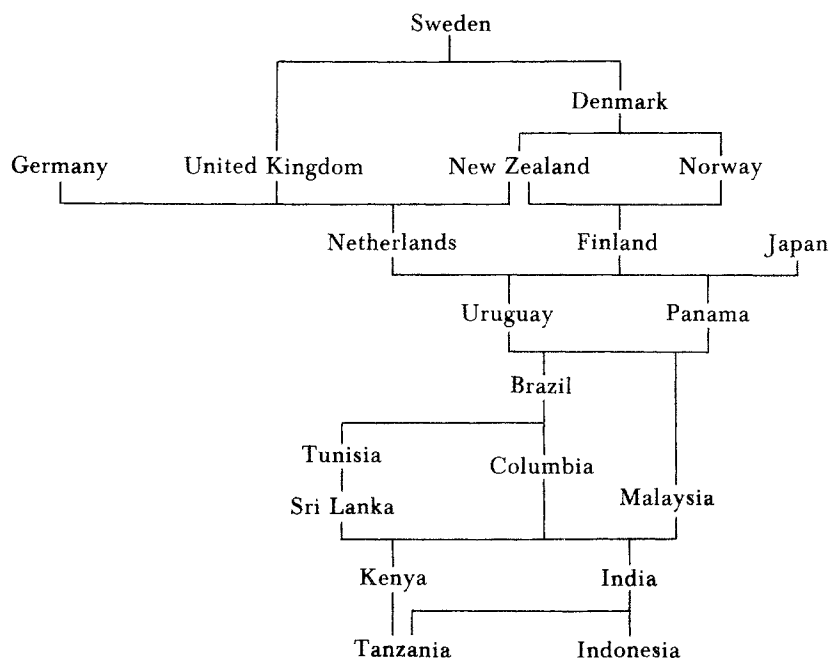 Sweden
Denmark
Germany United Kingdom New Zealand Norway
Netherlands Finland Japan
Uruguay Panama
Brazil
Tunisia Columbia
Sri Lanka Malaysia
Kenya India
Tanzania Indonesia